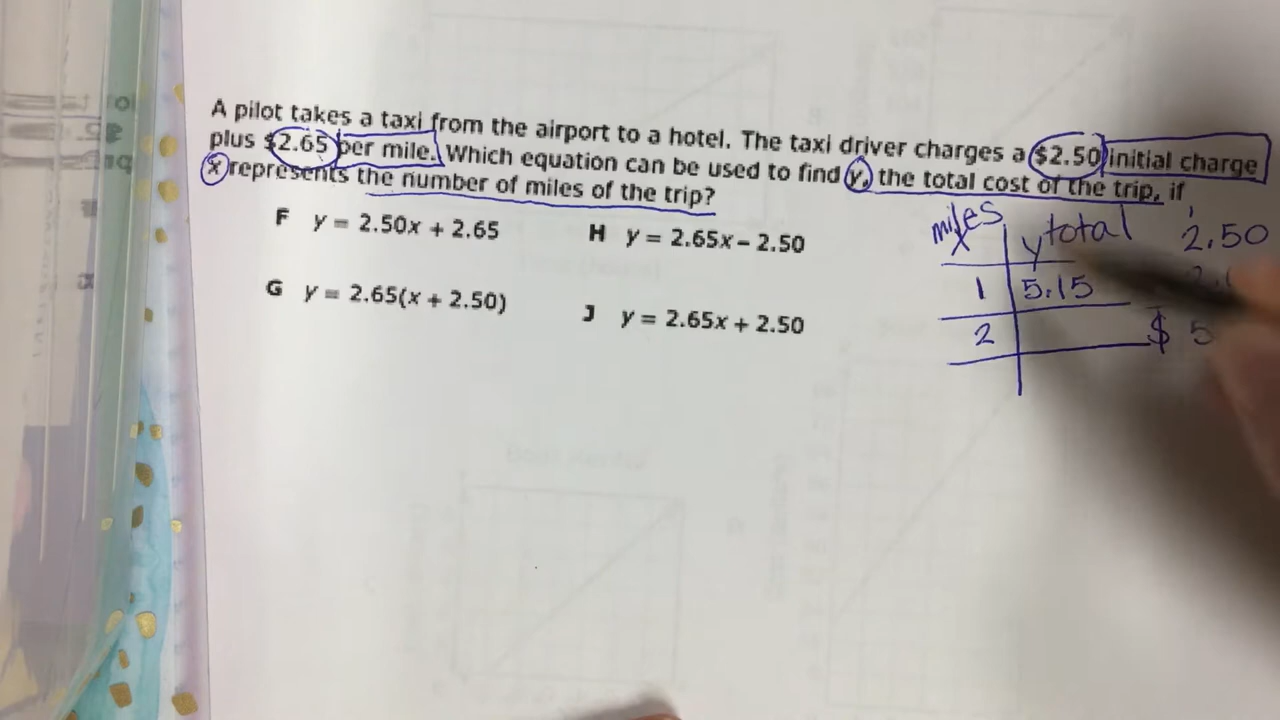 A pilot takes a taxi from the airport to a hotel. The taxi driver charges a $2.50 initial charge
plus $2.65 per mile. Which equation can be used to find y, the total cost of the trip, if
x represents the number of miles of the trip?
F y = 2.50x + 2.65
H y = 2.65x – 2.50
G y = 2.65(x + 2.50)
J y = 2.65x + 2.50
miles
x y total
1 5.15
2
1
2.50
$ 5